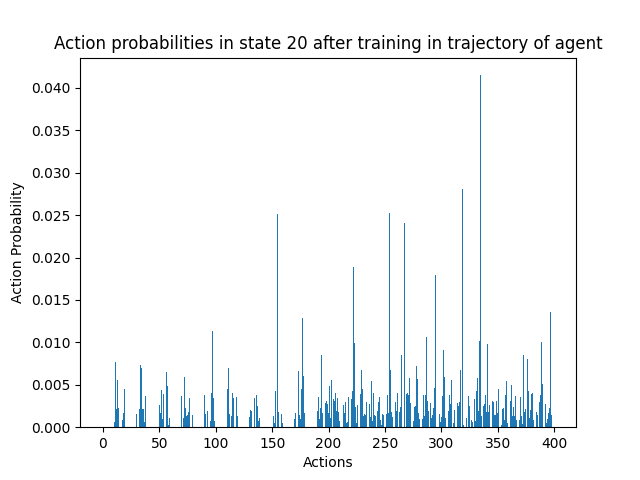 Action probabilities in state 20 after training in trajectory of agent
0.040
0.035
0.030
0.025
0.020
0.015
0.010
0.005
0.000
Action Probability
0 50 100 150 200 250 300 350 400
Actions